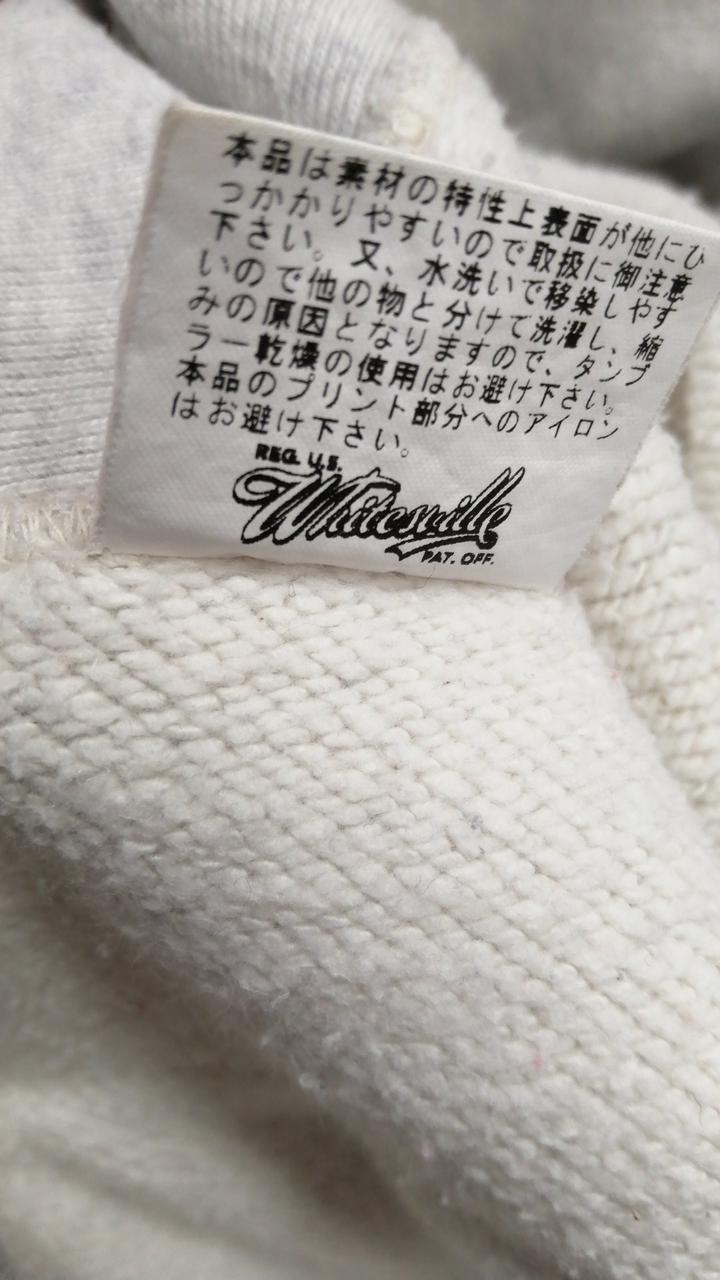 本品は素材の特性上表面が他にひ
っかかりやすいので取扱に御注意
下さい。又、水洗いで移染しやす
いので他の物と分けて洗濯し、縮
みの原因となりますので、タンブ
ラー乾燥の使用はお避け下さい。
本品のプリント部分へのアイロン
はお避け下さい。
REG. U.S.
Whitesville
PAT. OFF.